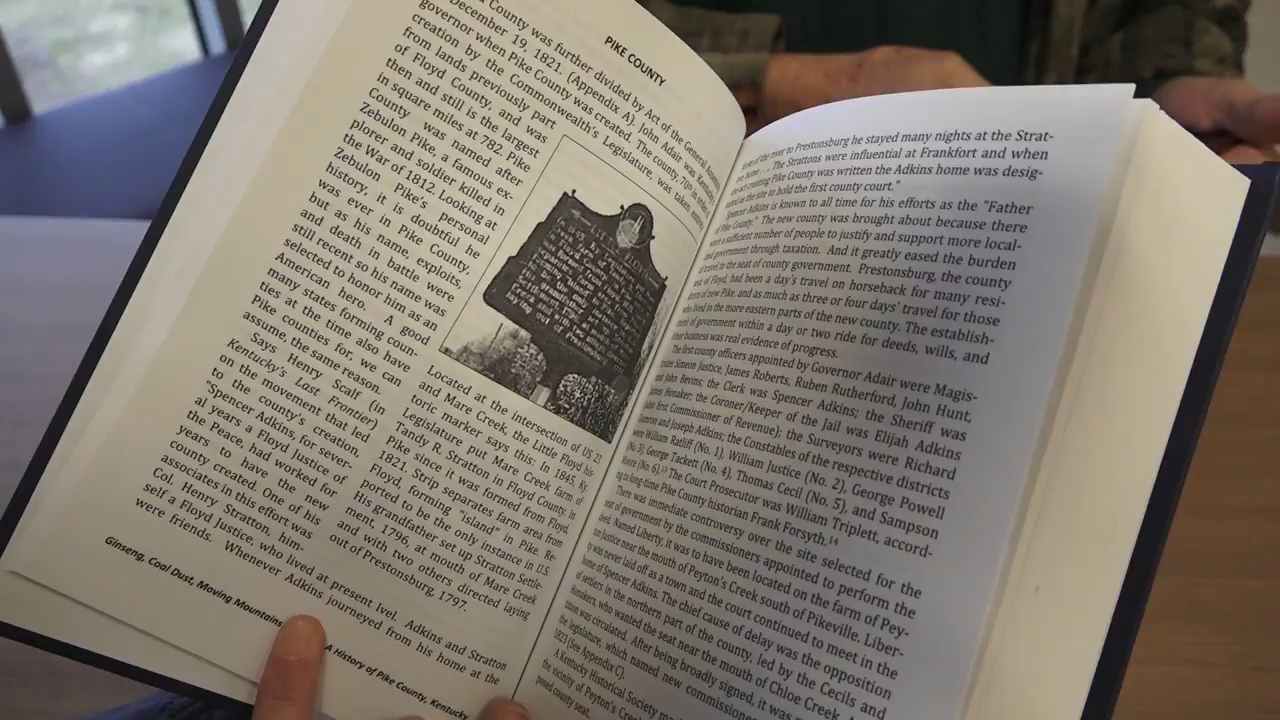 PIKE COUNTY
County was further divided by Act of the General
December 19, 1821. (Appendix A). John Adair was Kentucky
governor when Pike County was created. The county, 70th in order of
creation by the Commonwealth's Legislature, was taken
from lands previously part
of Floyd County, and was
then and still is the largest
in square miles at 782. Pike
County was named after
Zebulon Pike, a famous ex-
plorer and soldier killed in
the War of 1812. Looking at
Zebulon Pike's personal
history, it is doubtful he
was ever in Pike County,
but as his name, exploits,
and death in battle were
still recent so his name was
selected to honor him as an
American hero. A good
many states forming coun-
ties at the time also have
Pike counties for, we can
assume, the same reason.
Says Henry Scalf (in
Kentucky's Last Frontier)
on the movement that led
to the county's creation,
"Spencer Adkins, for sever-
al years a Floyd Justice of
the Peace, had worked for
years to have the new
county created. One of his
associates in this effort was
Col. Henry Stratton, him-
self a Floyd Justice, who lived at present Ivel. Adkins and Stratton
were friends. Whenever Adkins journeyed from his home at the
Located at the intersection of US 23
and Mare Creek, the Little Floyd his-
toric marker says this: In 1845, Ky.
Legislature put Mare Creek farm of
Tandy R. Stratton in Floyd County. In
Pike since it was formed from Floyd,
1821. Strip separates farm area from
Floyd, forming "island" in Pike. Re-
ported to be the only instance in U.S.
His grandfather set up Stratton Settle-
ment, 1796, at mouth of Mare Creek
and with two others directed laying
out of Prestonsburg, 1797.
Ginseng, Coal Dust, Moving Mountains
A History of Pike County, Kentucky
of the river to Prestonsburg he stayed many nights at the Strat-
home . . . The Strattons were influential at Frankfort and when
act creating Pike County was written the Adkins home was desig-
as the site to hold the first county court."
Spencer Adkins is known to all time for his efforts as the "Father
of Pike County." The new county was brought about because there
were a sufficient number of people to justify and support more local-
government through taxation. And it greatly eased the burden
travel to the seat of county government. Prestonsburg, the county
of Floyd, had been a day's travel on horseback for many resi-
of new Pike, and as much as three or four days' travel for those
who lived in the more eastern parts of the new county. The establish-
ment of government within a day or two ride for deeds, wills, and
other business was real evidence of progress.
The first county officers appointed by Governor Adair were Magis-
trates Simeon Justice, James Roberts, Ruben Rutherford, John Hunt,
and John Bevins; the Clerk was Spencer Adkins; the Sheriff was
James Honaker; the Coroner/Keeper of the Jail was Elijah Adkins
(also first Commissioner of Revenue); the Surveyors were Richard
and Joseph Adkins; the Constables of the respective districts
were William Ratliff (No. 1), William Justice (No. 2), George Powell
(No. 3), George Tackett (No. 4), Thomas Cecil (No. 5), and Sampson
Moore (No. 6).13 The Court Prosecutor was William Triplett, accord-
ing to long-time Pike County historian Frank Forsyth.14
There was immediate controversy over the site selected for the
seat of government by the commissioners appointed to perform the
deed. Named Liberty, it was to have been located on the farm of Pey-
ton Justice near the mouth of Peyton's Creek south of Pikeville. Liber-
ty was never laid off as a town and the court continued to meet in the
home of Spencer Adkins. The chief cause of delay was the opposition
of settlers in the northern part of the county, led by the Cecils and
Honakers, who wanted the seat near the mouth of Chloe Creek. A
was circulated. After being broadly signed, it was
the legislature, which named new commissioners
1823 (See Appendix C).
A Kentucky Historical Society
the vicinity of Peyton's Creek
posed county seat.